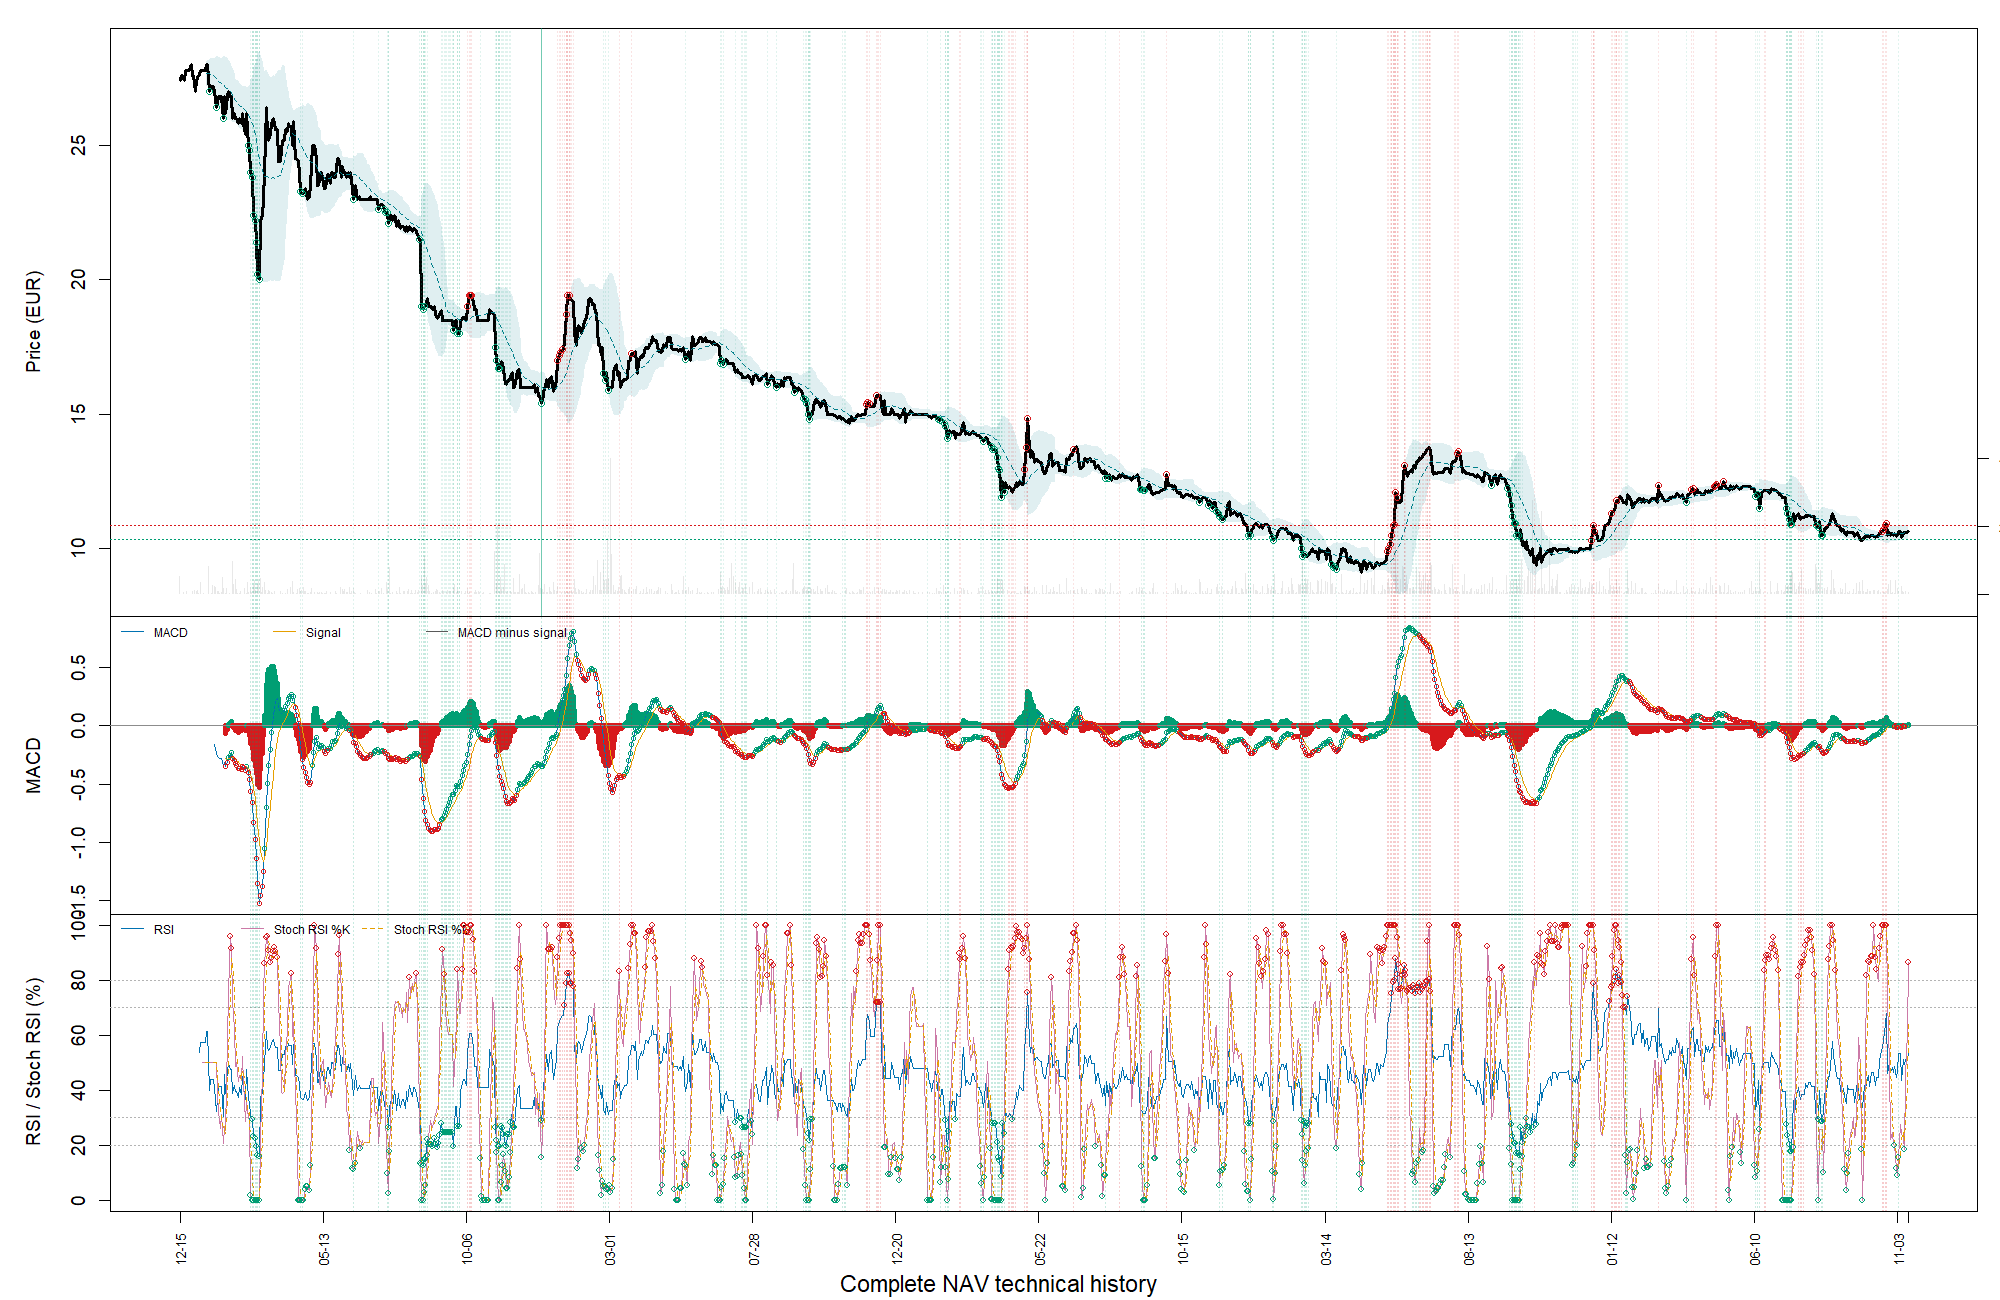 25
20
15
10
Price (EUR)
MACD
Signal
MACD minus signal
0.5
0.0
-0.5
-1.0
MACD
RSI
Stoch RSI %K
Stoch RSI %D
100
80
60
40
20
0
RSI / Stoch RSI (%)
12-15
05-13
10-06
03-01
07-28
12-20
05-22
10-15
03-14
08-13
01-12
06-10
11-03
Complete NAV technical history